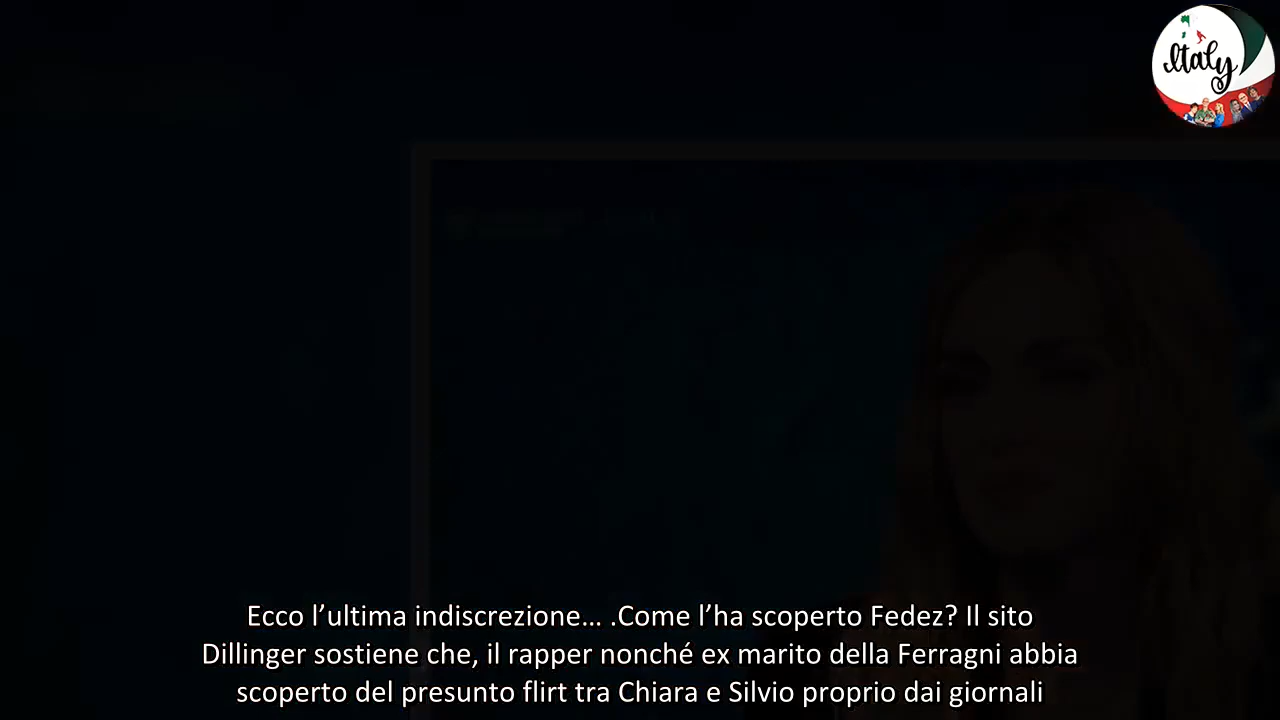 Italy
Ecco l’ultima indiscrezione... .Come l’ha scoperto Fedez? Il sito
Dillinger sostiene che, il rapper nonché ex marito della Ferragni abbia
scoperto del presunto flirt tra Chiara e Silvio proprio dai giornali